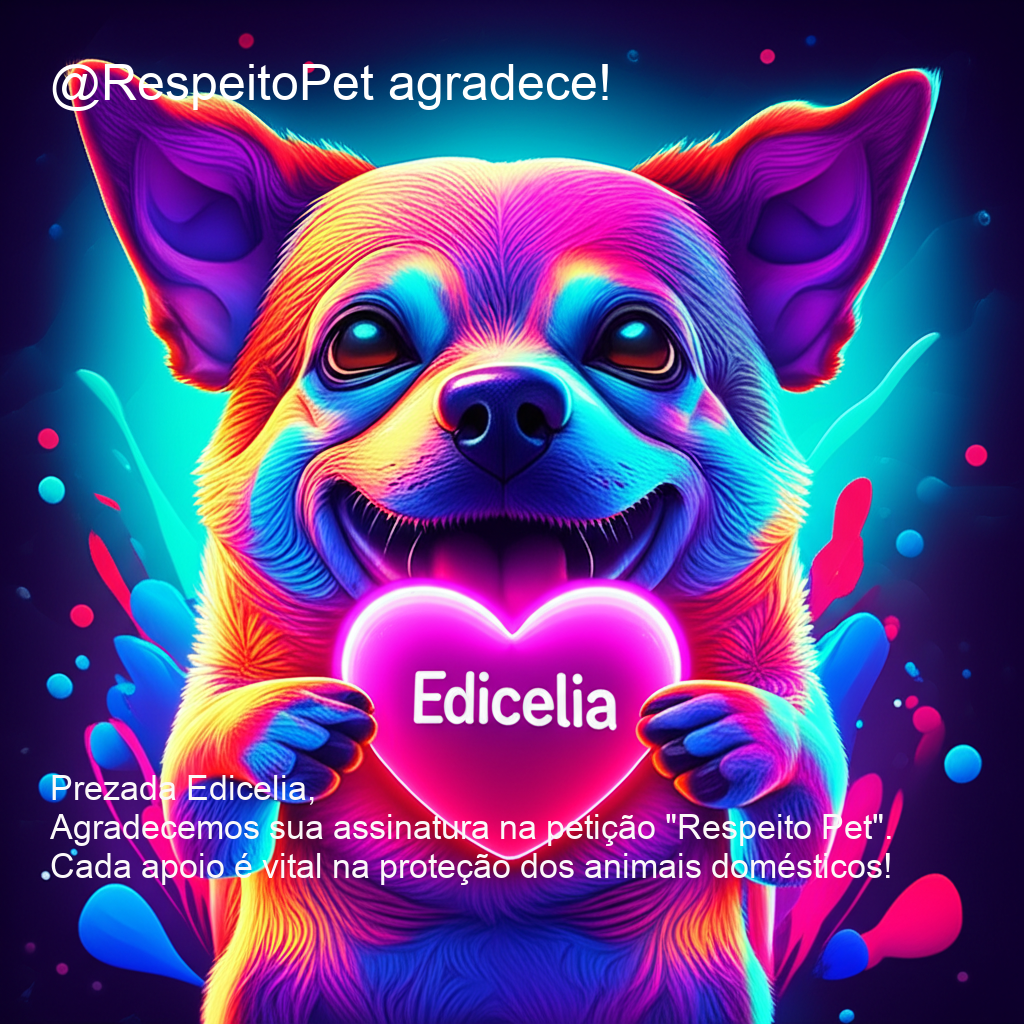 @RespeitoPet agradece!
Edicelia
Prezada Edicelia,
Agradecemos sua assinatura na petição "Respeito Pet".
Cada apoio é vital na proteção dos animais domésticos!